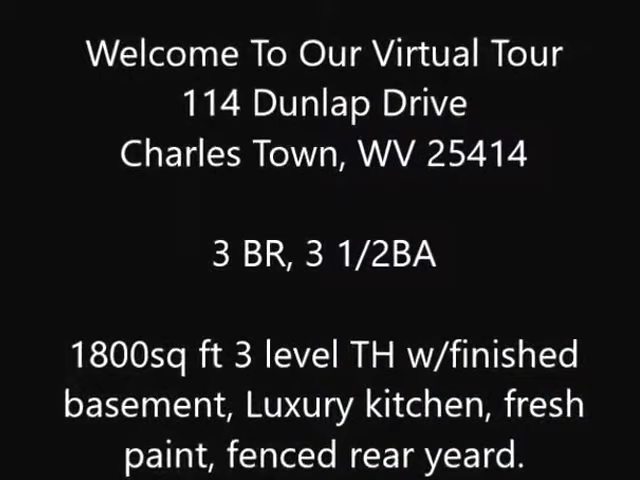 Welcome To Our Virtual Tour
114 Dunlap Drive
Charles Town, WV 25414
3 BR, 3 1/2BA
1800sq ft 3 level TH w/finished
basement, Luxury kitchen, fresh
paint, fenced rear yeard.